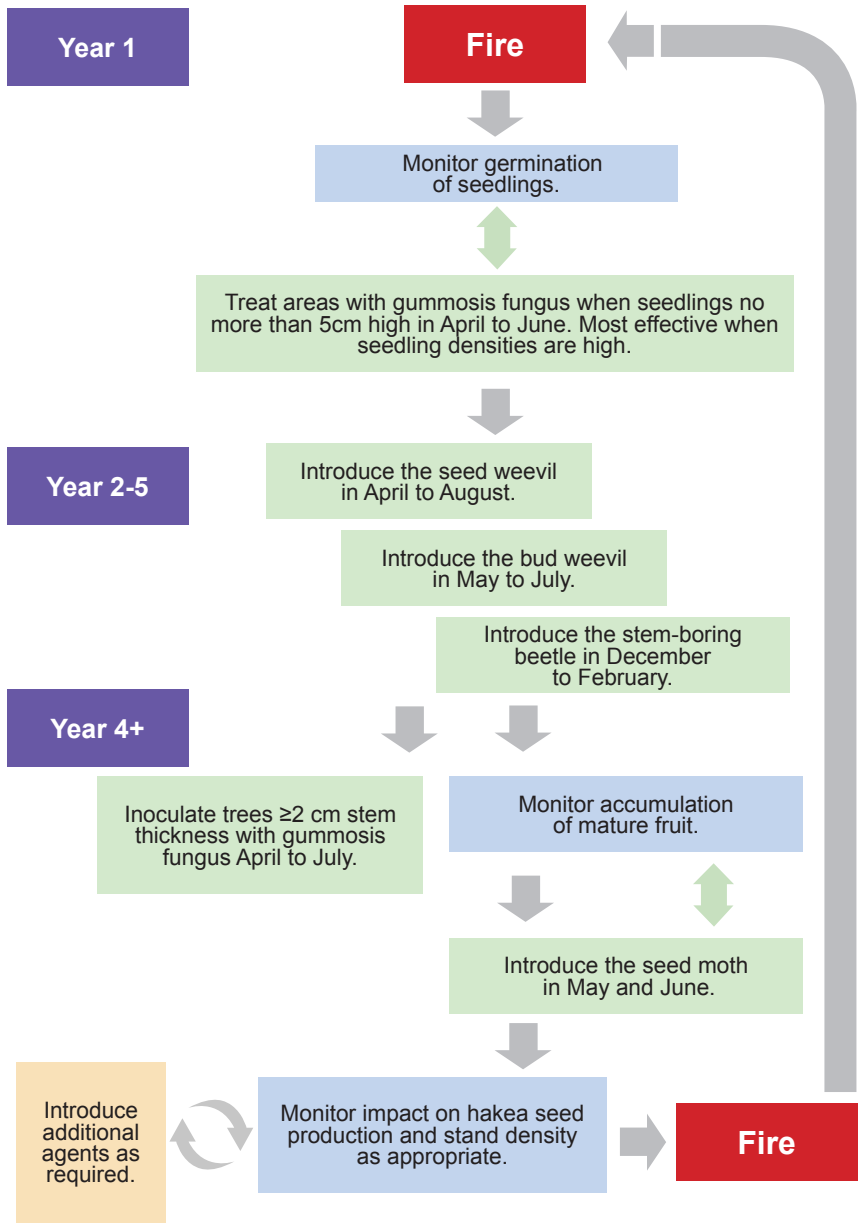 Year 1
Fire
Monitor germination
of seedlings.
Treat areas with gummosis fungus when seedlings no
more than 5cm high in April to June. Most effective when
seedling densities are high.
Year 2-5
Introduce the seed weevil
in April to August.
Introduce the bud weevil
in May to July.
Introduce the stem-boring
beetle in December
to February.
Year 4+
Inoculate trees ≥2 cm stem
thickness with gummosis
fungus April to July.
Monitor accumulation
of mature fruit.
Introduce the seed moth
in May and June.
Introduce
additional
agents as
required.
Monitor impact on hakea seed
production and stand density
as appropriate.
Fire